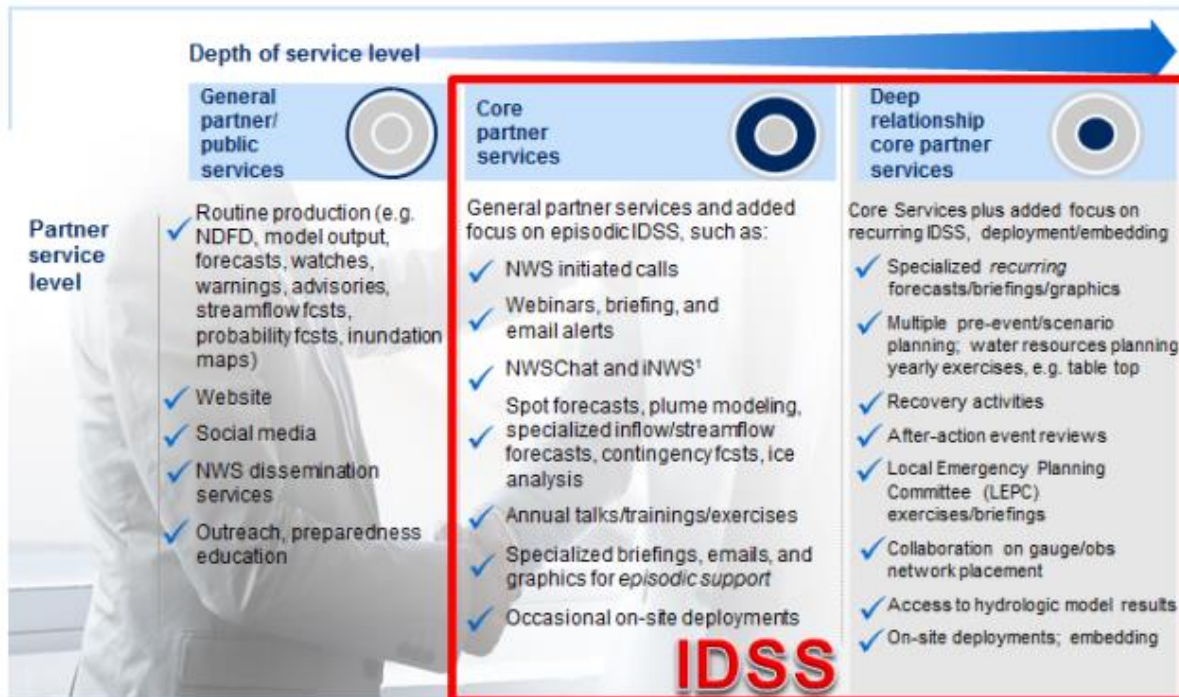 Depth of service level
General
partner/
public
services
Core
partner
services
Deep
relationship
core partner
services
Partner
service
level
Routine production (e.g.
NDFD, model output,
forecasts, watches,
warnings, advisories,
streamflow fcsts,
probability fcsts, inundation
maps)
Website
Social media
NWS dissemination
services
Outreach, preparedness
education
General partner services and added
focus on episodic IDSS, such as:
NWS initiated calls
Webinars, briefing, and
email alerts
NWSChat and iNWS¹
Spot forecasts, plume modeling,
specialized inflow/streamflow
forecasts, contingency fcsts, ice
analysis
Annual talks/trainings/exercises
Specialized briefings, emails, and
graphics for episodic support
Occasional on-site deployments
Core Services plus added focus on
recurring IDSS, deployment/embedding
Specialized recurring
forecasts/briefings/graphics
Multiple pre-event/scenario
planning; water resources planning
yearly exercises, e.g. table top
Recovery activities
After-action event reviews
Local Emergency Planning
Committee (LEPC)
exercises/briefings
Collaboration on gauge/obs
network placement
Access to hydrologic model results
On-site deployments; embedding
IDSS